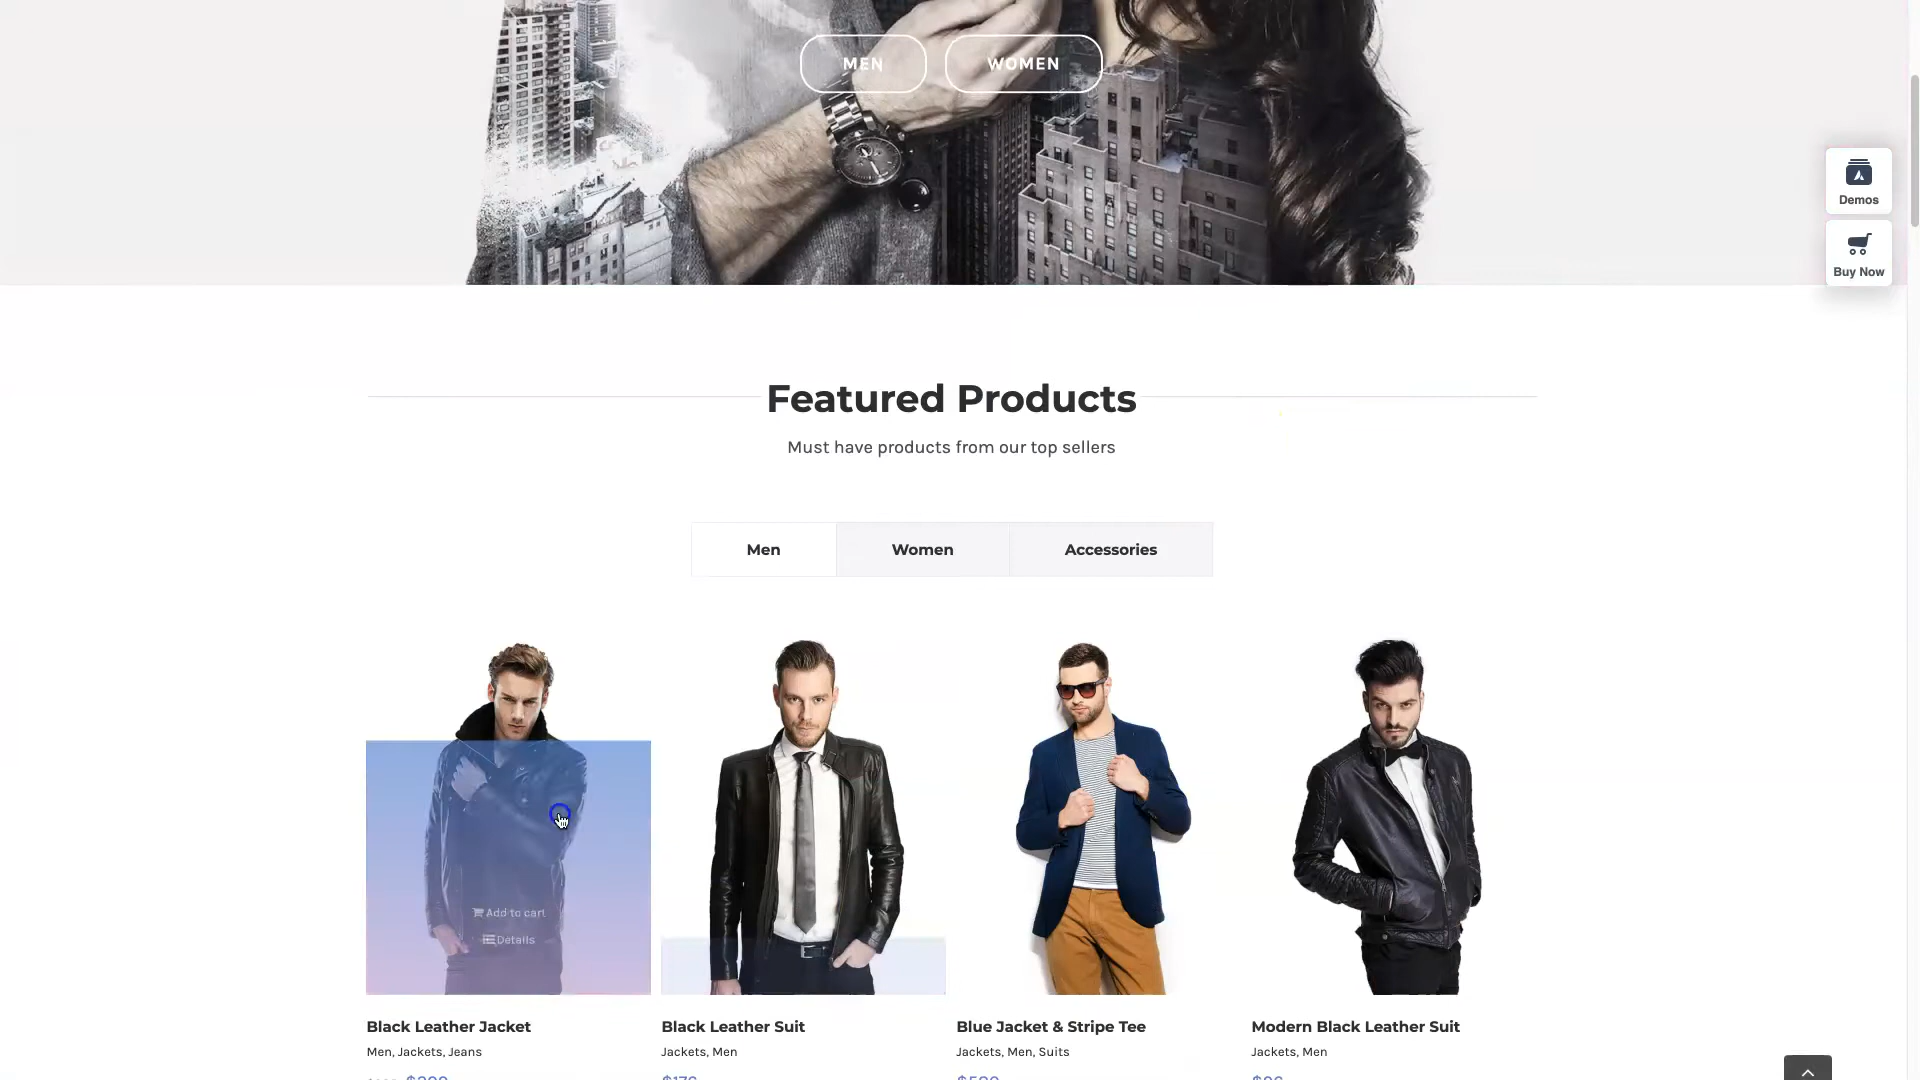 MEN
WOMEN
Demos
Buy Now
Featured Products
Must have products from our top sellers
Men
Women
Accessories
Add to cart
Details
Black Leather Jacket
Black Leather Suit
Blue Jacket & Stripe Tee
Modern Black Leather Suit
Men, Jackets, Jeans
Jackets, Men
Jackets, Men, Suits
Jackets, Men